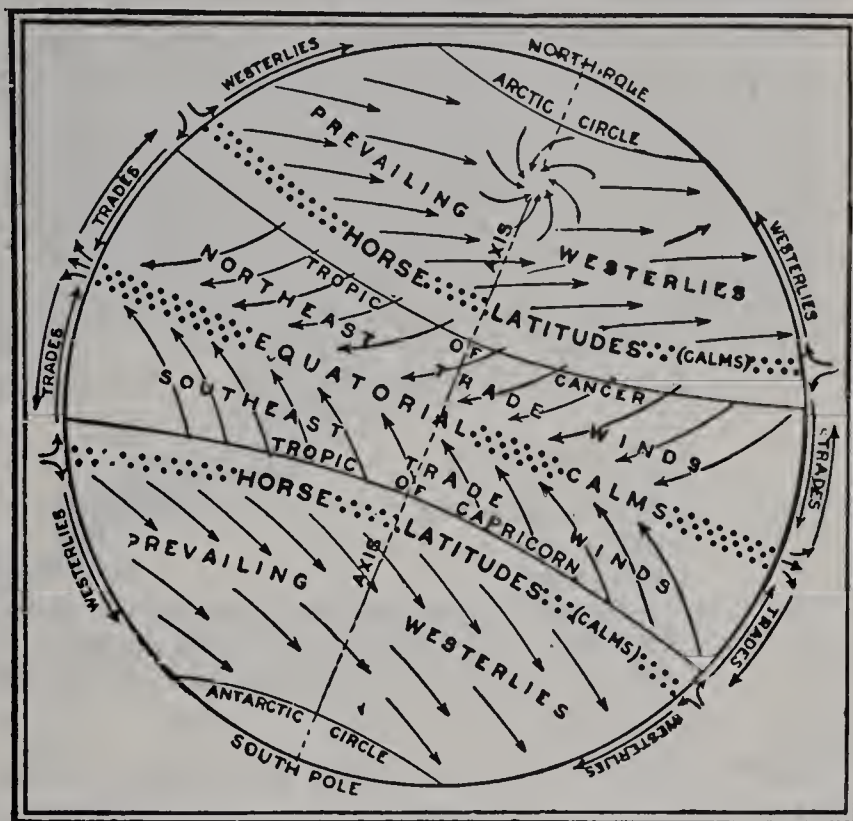 NORTH POLE
ARCTIC CIRCLE
WESTERLIES
WESTERLIES
TRADES
TRADES
WESTERLIES
PREVAILING
WESTERLIES
AXIS
HORSE LATITUDES (CALMS)
TROPIC OF CANCER
NORTHEAST TRADE WINDS
EQUATORIAL CALMS
SOUTHEAST TRADE WINDS
TROPIC OF CAPRICORN
HORSE LATITUDES (CALMS)
AXIS
PREVAILING
WESTERLIES
TRADES
TRADES
WESTERLIES
ANTARCTIC CIRCLE
SOUTH POLE